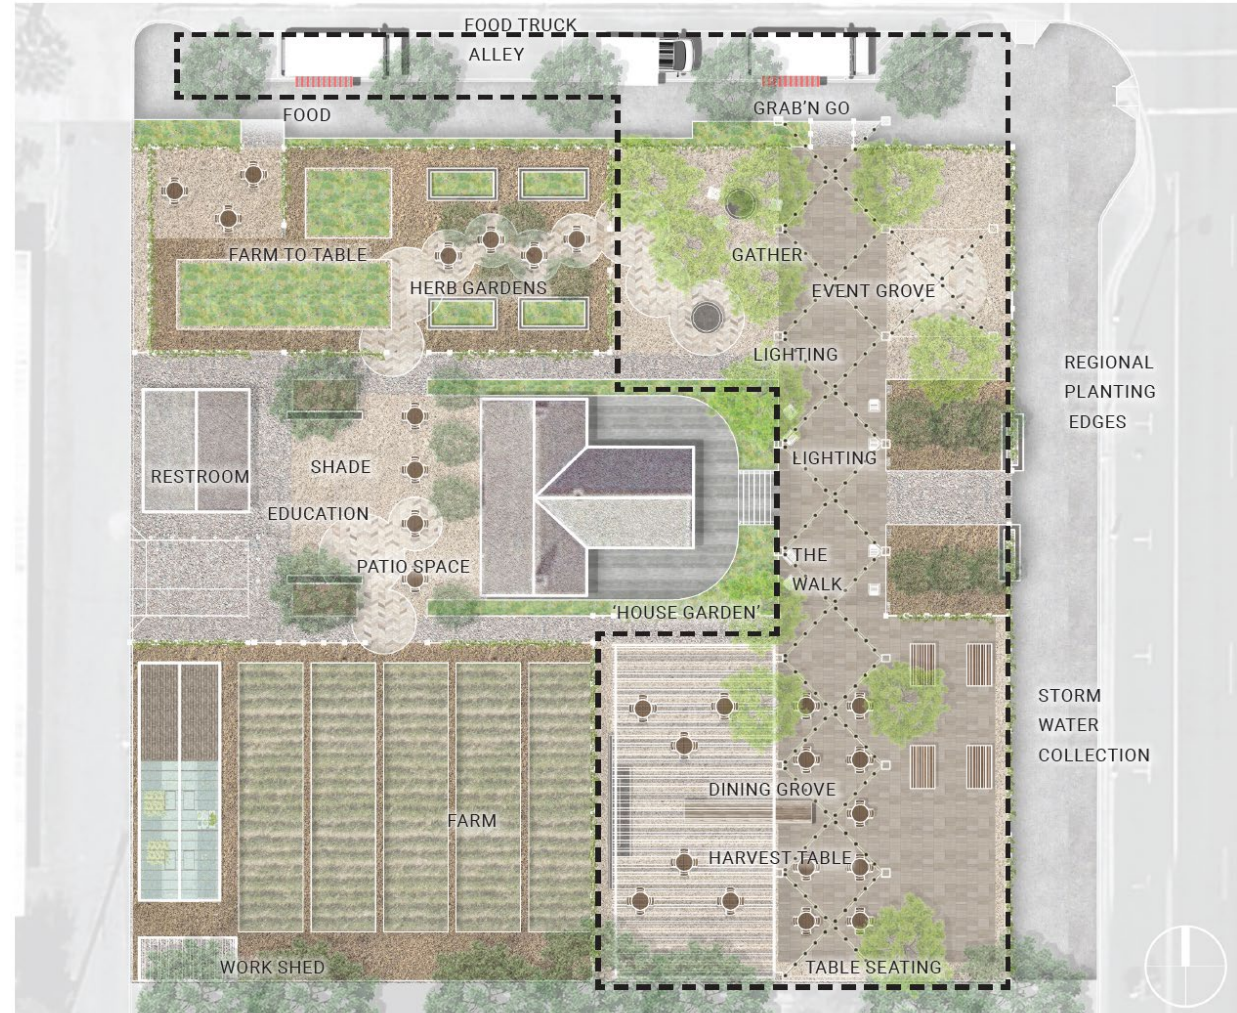 FOOD TRUCK
ALLEY
FOOD
GRAB'N GO
FARM TO TABLE
HERB GARDENS
GATHER
EVENT GROVE
LIGHTING
REGIONAL
PLANTING
EDGES
LIGHTING
SHADE
RESTROOM
EDUCATION
PATIO SPACE
THE
WALK
'HOUSE GARDEN'
STORM
WATER
COLLECTION
DINING GROVE
FARM
HARVEST TABLE
WORK SHED
TABLE SEATING